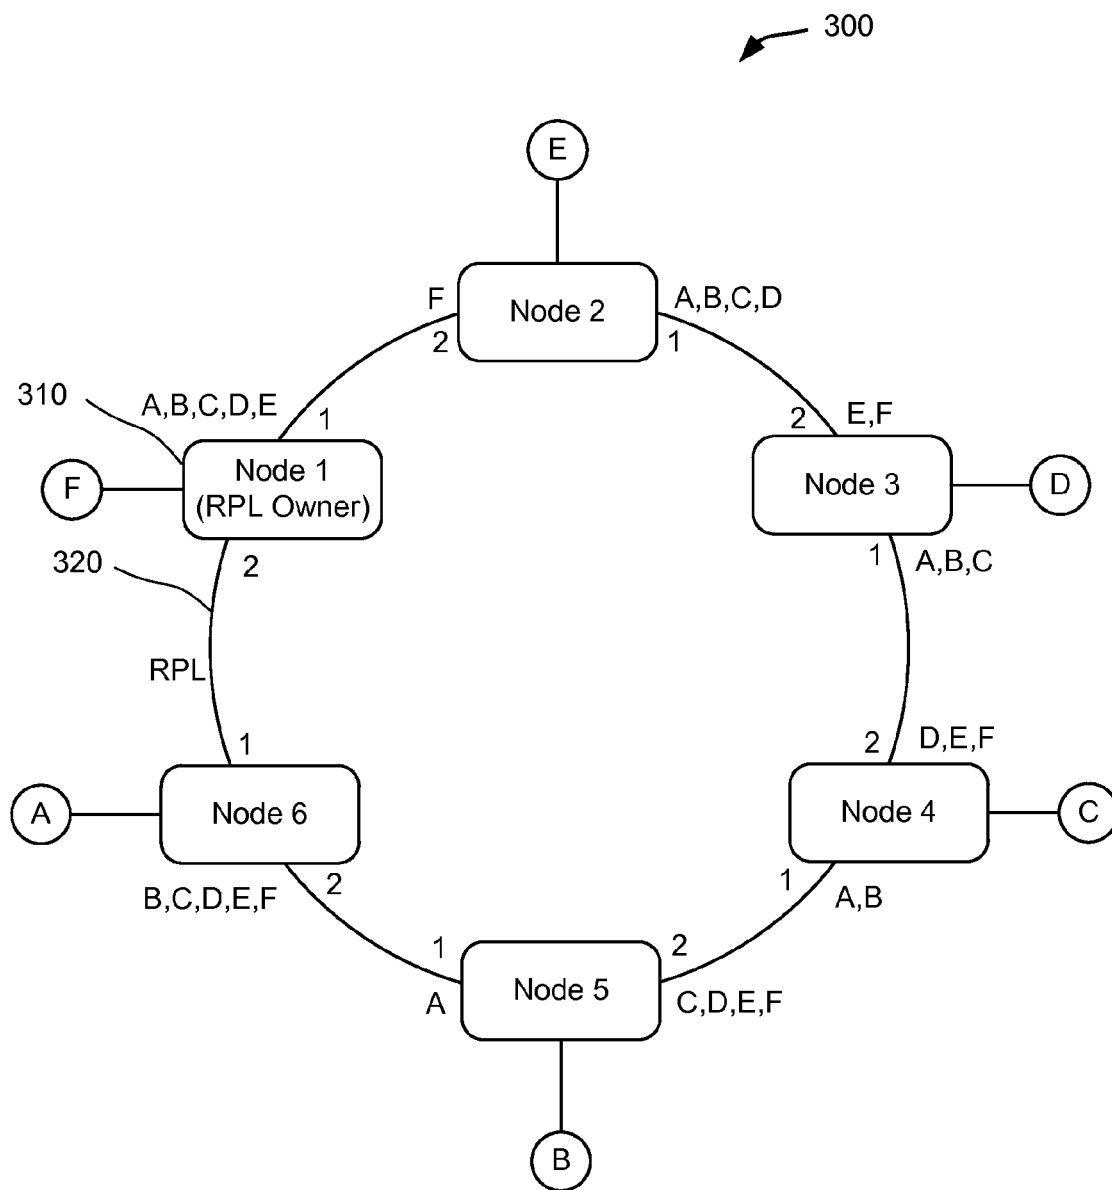 300
E
F
Node 2
A,B,C,D
2
1
310
A,B,C,D,E
1
2
E,F
F
Node 1
(RPL Owner)
Node 3
D
320
2
1
A,B,C
RPL
1
2
D,E,F
A
Node 6
Node 4
C
B,C,D,E,F
2
1
A,B
1
2
A
Node 5
C,D,E,F
B